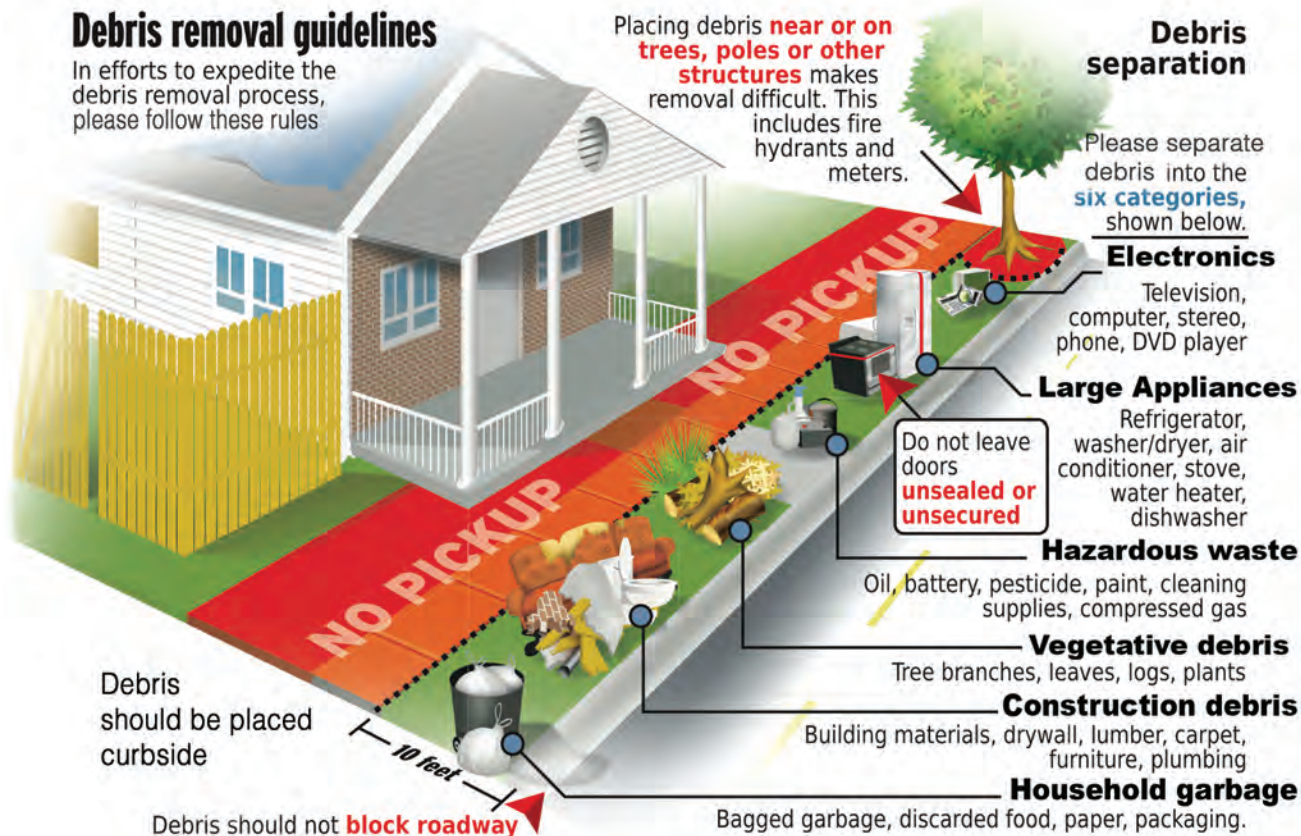 Debris removal guidelines
In efforts to expedite the
debris removal process,
please follow these rules
Placing debris near or on
trees, poles or other
structures makes
removal difficult. This
includes fire
hydrants and
meters.
Debris
separation
Please separate
debris into the
six categories,
shown below.
Electronics
Television,
computer, stereo,
phone, DVD player
Large Appliances
Refrigerator,
washer/dryer, air
conditioner, stove,
water heater,
dishwasher
Do not leave
doors
unsealed or
unsecured
Hazardous waste
Oil, battery, pesticide, paint, cleaning
supplies, compressed gas
Vegetative debris
Tree branches, leaves, logs, plants
Construction debris
Building materials, drywall, lumber, carpet,
furniture, plumbing
Household garbage
Bagged garbage, discarded food, paper, packaging.
NO PICKUP
NO PICKUP
Debris
should be placed
curbside
10 feet
Debris should not block roadway